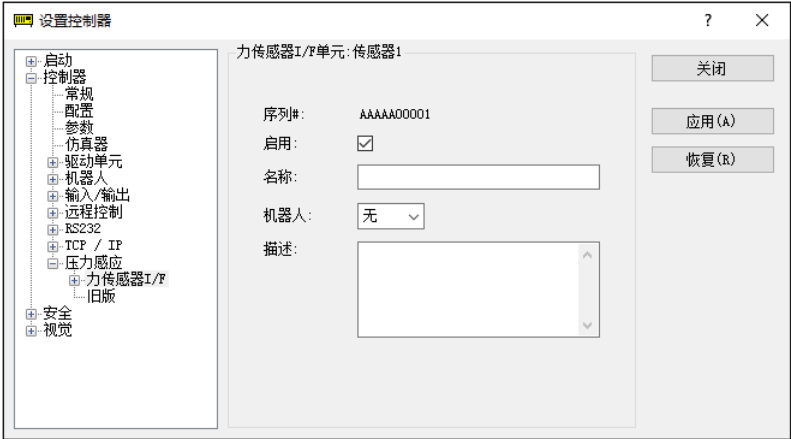 设置控制器
启动
控制器
常规
配置
参数
仿真器
驱动单元
机器人
输入/输出
远程控制
RS232
TCP / IP
压力感应
力传感器I/F
旧版
安全
视觉
力传感器I/F单元:传感器1
序列#: AAAAA00001
启用:
名称:
机器人: 无
描述:
关闭
应用(A)
恢复(R)